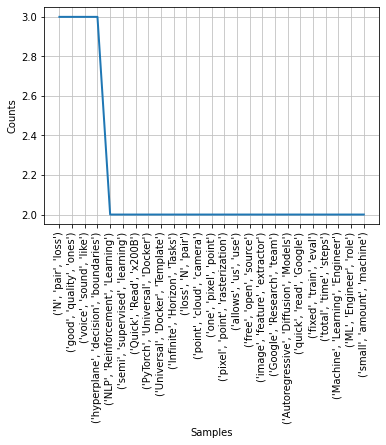 3.0
2.8
2.6
2.4
2.2
2.0
Counts
('N', 'pair', 'loss')
('good', 'quality', 'ones')
('voice', 'sound', 'like')
('hyperplane', 'decision', 'boundaries')
('NLP', 'Reinforcement', 'Learning')
('semi', 'supervised', 'learning')
('Quick', 'Read', 'x200B')
('PyTorch', 'Universal', 'Docker')
('Universal', 'Docker', 'Template')
('Infinite', 'Horizon', 'Tasks')
('loss', 'N', 'pair')
('point', 'cloud', 'camera')
('one', 'pixel', 'point')
('pixel', 'point', 'rasterization')
('allows', 'us', 'use')
('free', 'open', 'source')
('image', 'feature', 'extractor')
('Google', 'Research', 'team')
('Autoregressive', 'Diffusion', 'Models')
('quick', 'read', 'Google')
('fixed', 'train', 'eval')
('total', 'time', 'steps')
('Machine', 'Learning', 'Engineer')
('ML', 'Engineer', 'role')
('small', 'amount', 'machine')
Samples